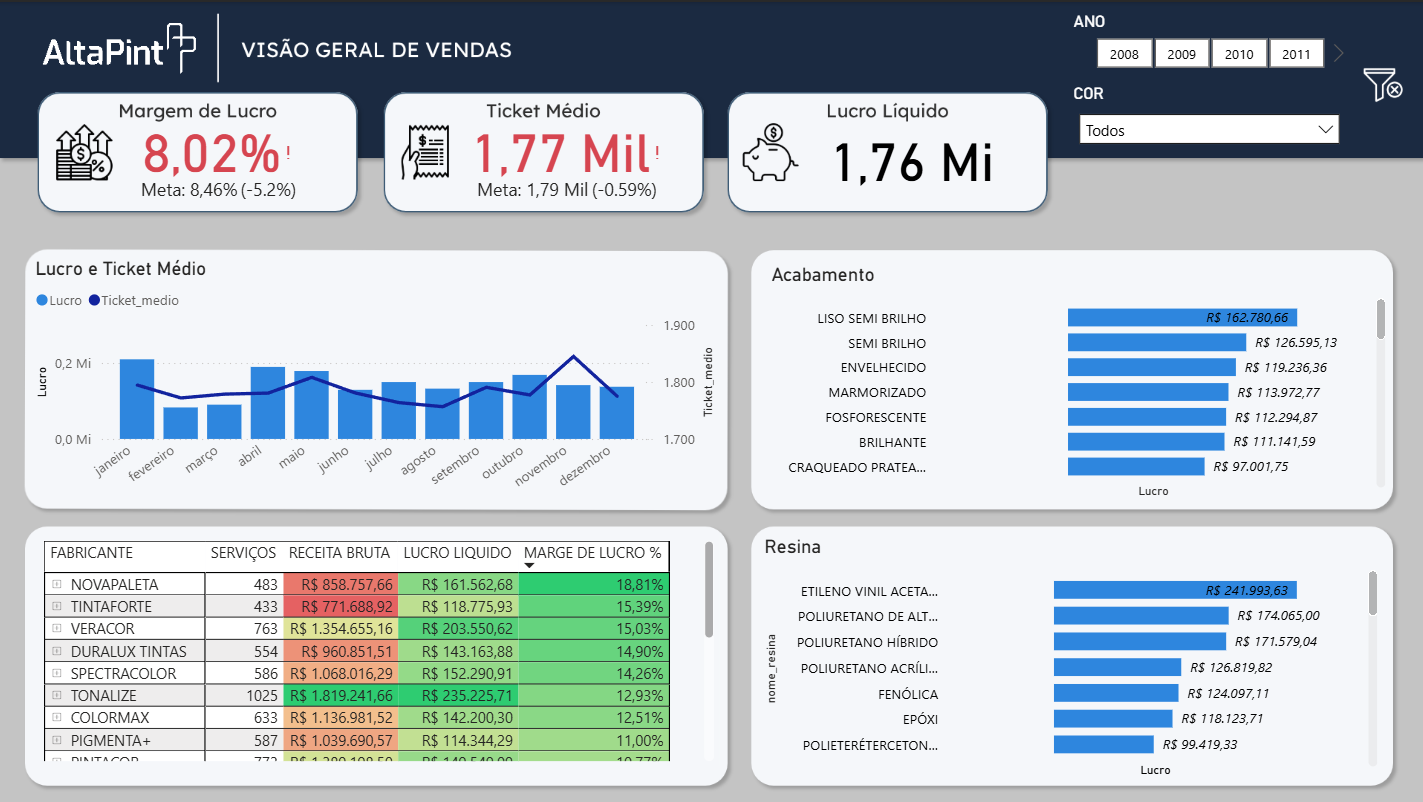 AltaPint
VISÃO GERAL DE VENDAS
ANO
2008 2009 2010 2011
COR
Todos
Margem de Lucro
8,02%!
Meta: 8,46% (-5.2%)
Ticket Médio
1,77 Mil!
Meta: 1,79 Mil (-0.59%)
Lucro Líquido
1,76 Mi
Lucro e Ticket Médio
Lucro Ticket_medio
Lucro
0,2 Mi
0,0 Mi
1.900
1.800
1.700
Ticket_medio
janeiro fevereiro março abril maio junho julho agosto setembro outubro novembro dezembro
Acabamento
LISO SEMI BRILHO R$ 162.780,66
SEMI BRILHO R$ 126.595,13
ENVELHECIDO R$ 119.236,36
MARMORIZADO R$ 113.972,77
FOSFORESCENTE R$ 112.294,87
BRILHANTE R$ 111.141,59
CRAQUEADO PRATEA... R$ 97.001,75
Lucro
FABRICANTE SERVIÇOS RECEITA BRUTA LUCRO LIQUIDO MARGE DE LUCRO %
NOVAPALETA 483 R$ 858.757,66 R$ 161.562,68 18,81%
TINTAFORTE 433 R$ 771.688,92 R$ 118.775,93 15,39%
VERACOR 763 R$ 1.354.655,16 R$ 203.550,62 15,03%
DURALUX TINTAS 554 R$ 960.851,51 R$ 143.163,88 14,90%
SPECTRACOLOR 586 R$ 1.068.016,29 R$ 152.290,91 14,26%
TONALIZE 1025 R$ 1.819.241,66 R$ 235.225,71 12,93%
COLORMAX 633 R$ 1.136.981,52 R$ 142.200,30 12,51%
PIGMENTA+ 587 R$ 1.039.690,57 R$ 114.344,29 11,00%
Resina
nome_resina
ETILENO VINIL ACETA... R$ 241.993,63
POLIURETANO DE ALT... R$ 174.065,00
POLIURETANO HÍBRIDO R$ 171.579,04
POLIURETANO ACRÍLI... R$ 126.819,82
FENÓLICA R$ 124.097,11
EPÓXI R$ 118.123,71
POLIETERÉTERCETON... R$ 99.419,33
Lucro